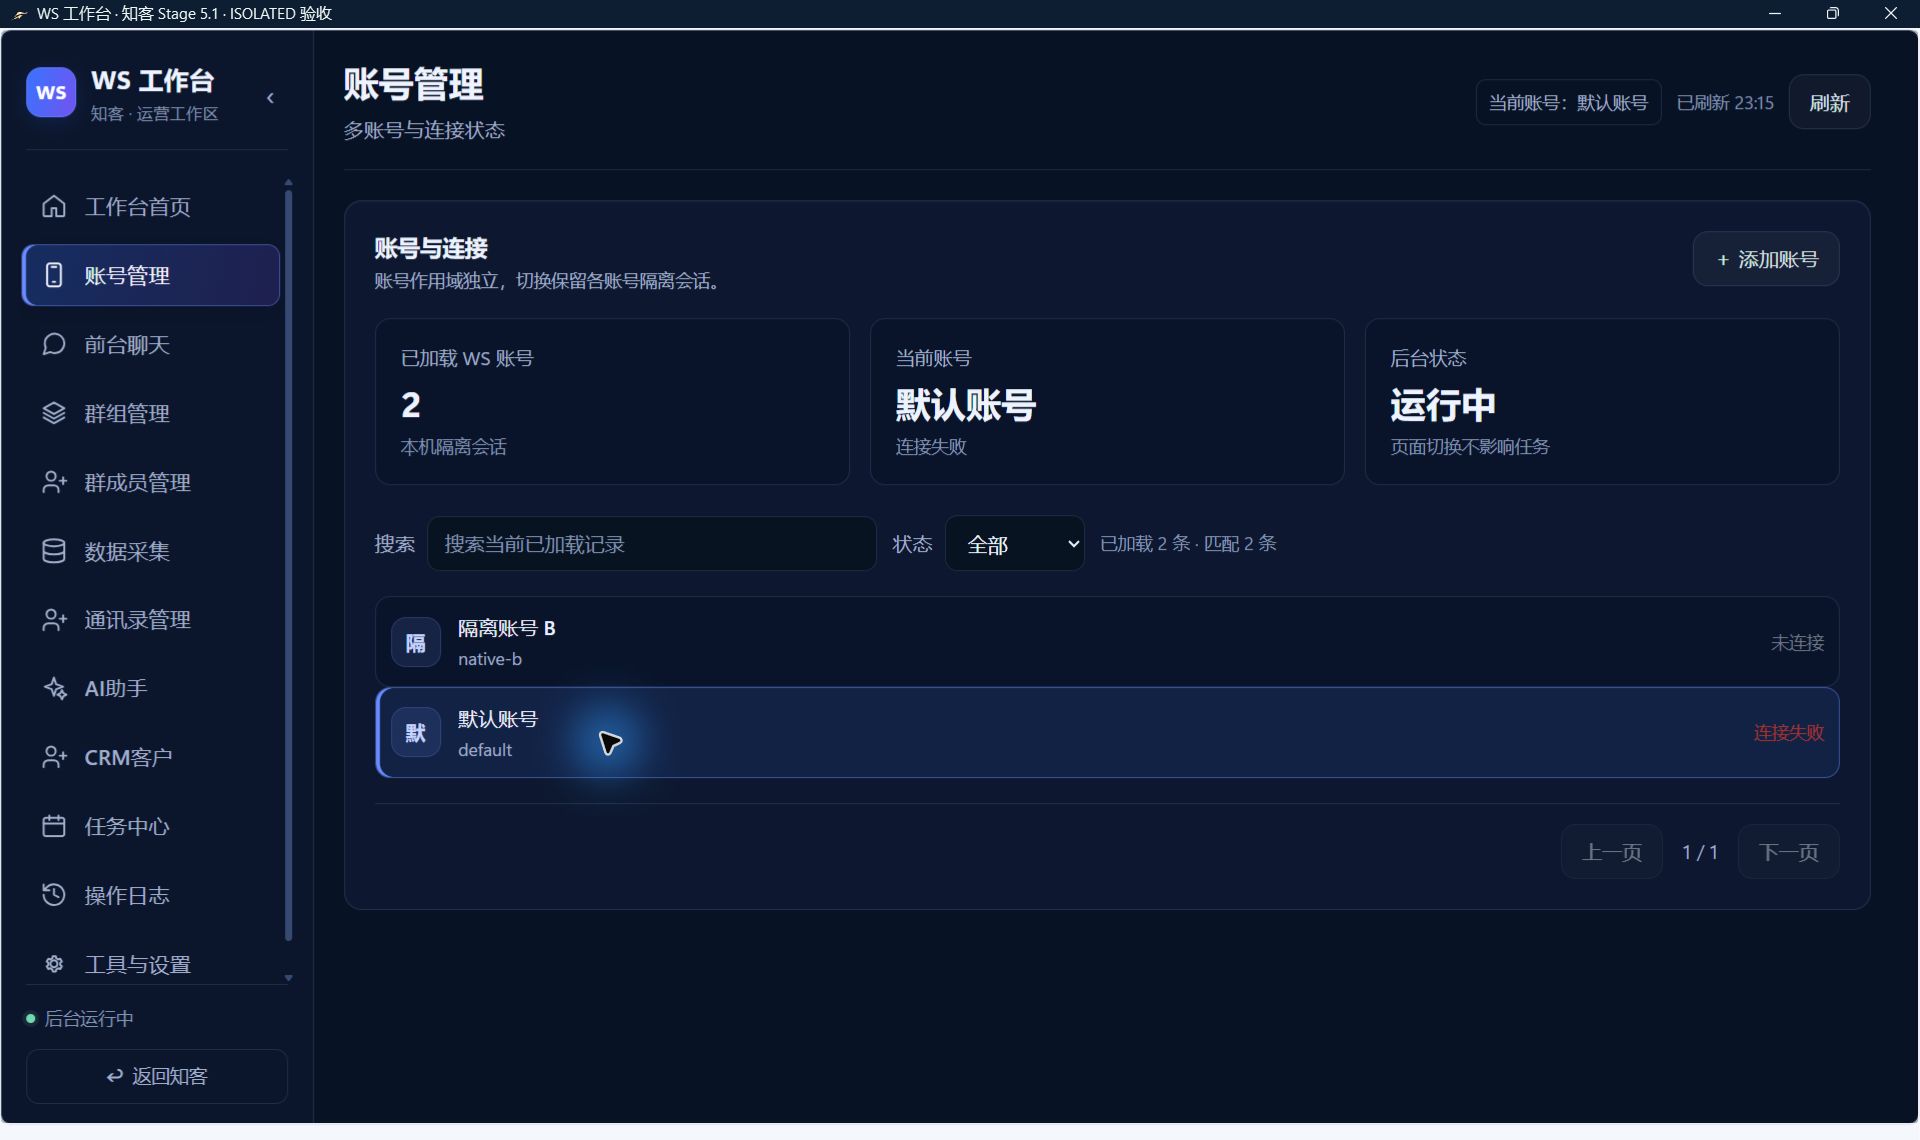 WS 工作台 · 知客 Stage 5.1 · ISOLATED 验收
WS
WS 工作台
知客 · 运营工作区
工作台首页
账号管理
前台聊天
群组管理
群成员管理
数据采集
通讯录管理
AI助手
CRM客户
任务中心
操作日志
工具与设置
后台运行中
返回知客
账号管理
多账号与连接状态
当前账号：默认账号
已刷新 23:15
刷新
账号与连接
账号作用域独立，切换保留各账号隔离会话。
+ 添加账号
已加载 WS 账号
2
本机隔离会话
当前账号
默认账号
连接失败
后台状态
运行中
页面切换不影响任务
搜索
搜索当前已加载记录
状态
全部
已加载 2 条 · 匹配 2 条
隔
隔离账号 B
native-b
未连接
默
默认账号
default
连接失败
上一页
1 / 1
下一页